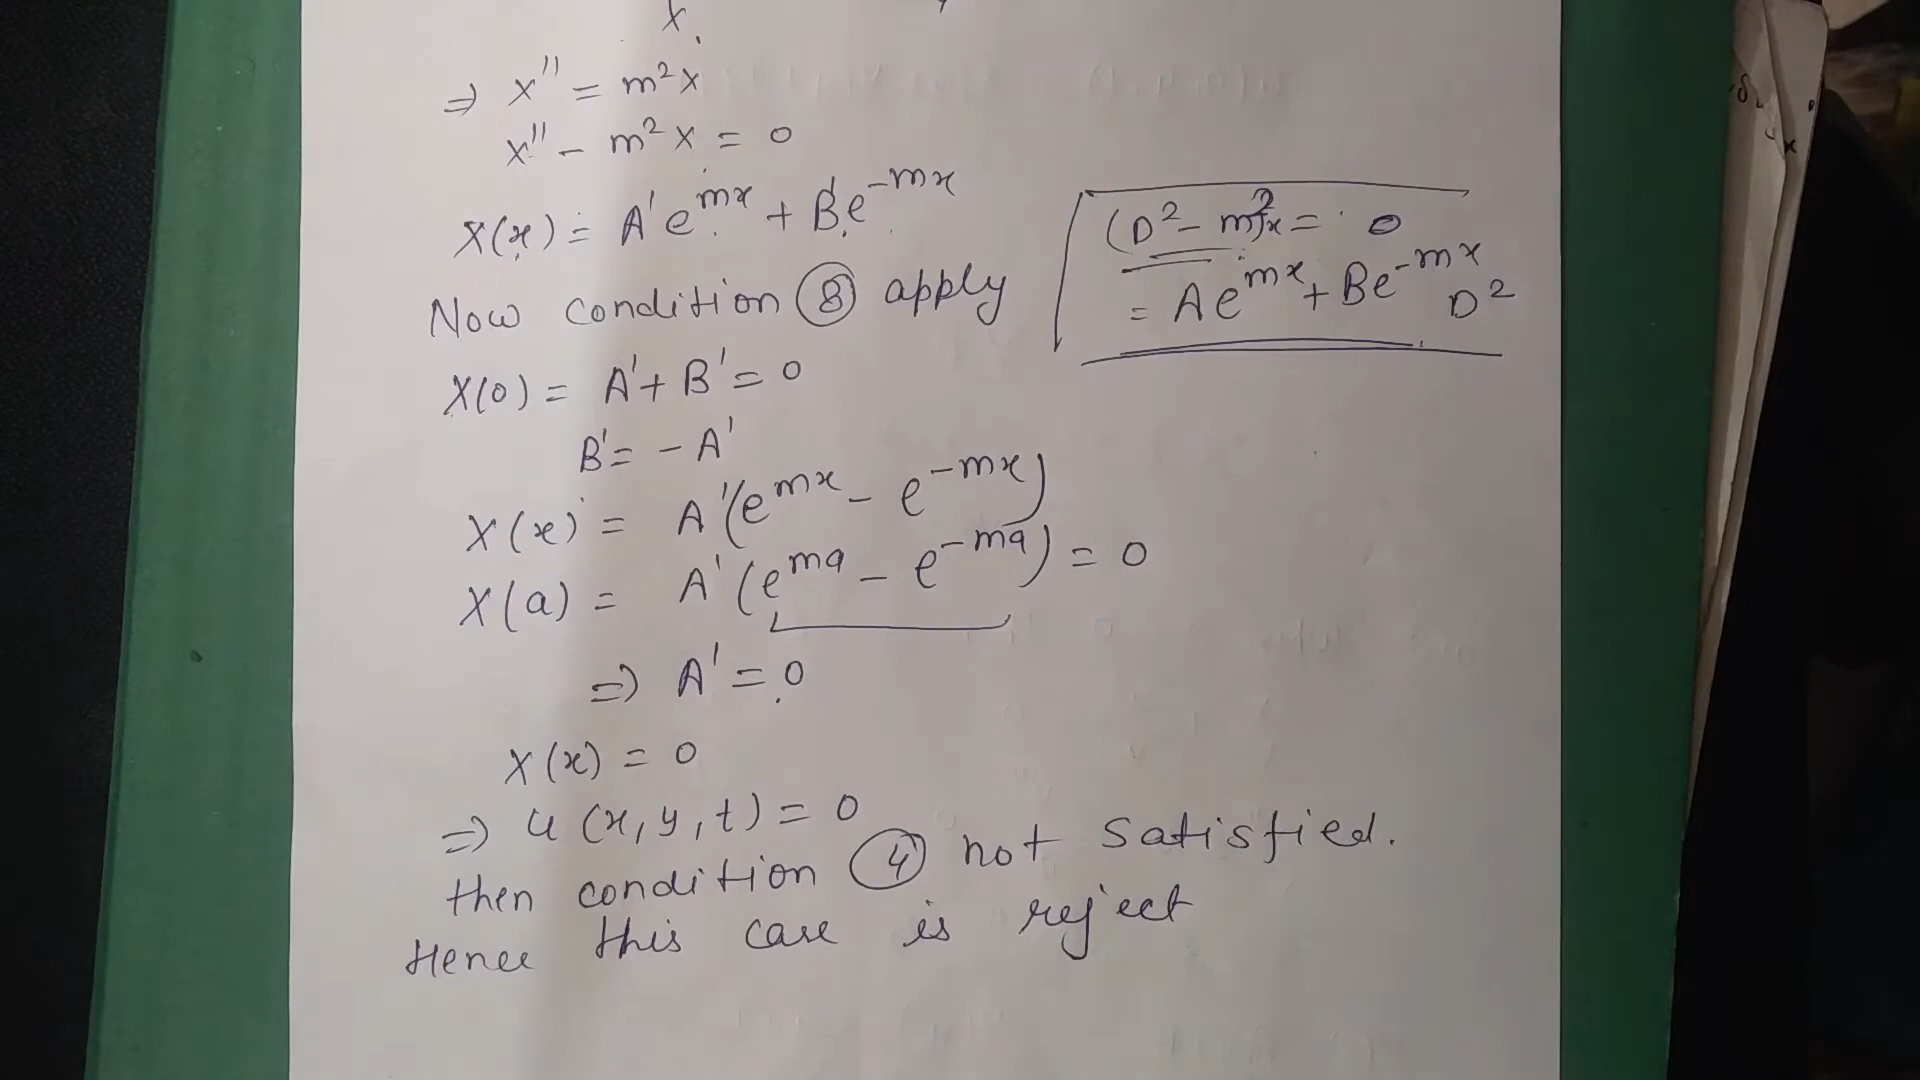 X.
⇒ X'' = m²X
X'' - m²X = 0
X(x) = A'e^{mx} + B'e^{-mx}
(D² - m²)x = 0
= Ae^{mx} + Be^{-mx}
D²
Now condition ⑧ apply
X(0) = A' + B' = 0
B' = -A'
X(x) = A'(e^{mx} - e^{-mx})
X(a) = A'(e^{ma} - e^{-ma}) = 0
⇒ A' = 0
X(x) = 0
⇒ u(x, y, t) = 0
then condition ④ not satisfied.
Hence this case is reject